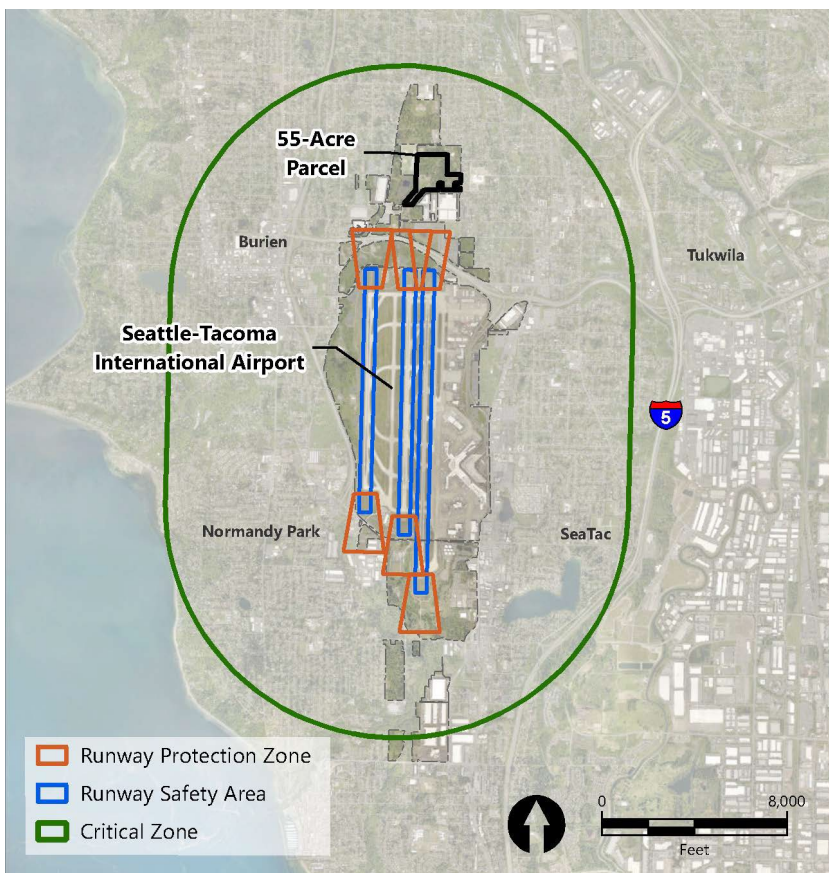 55-Acre
Parcel
Burien
Tukwila
Seattle-Tacoma
International Airport
5
Normandy Park
SeaTac
Runway Protection Zone
Runway Safety Area
Critical Zone
0
8,000
Feet